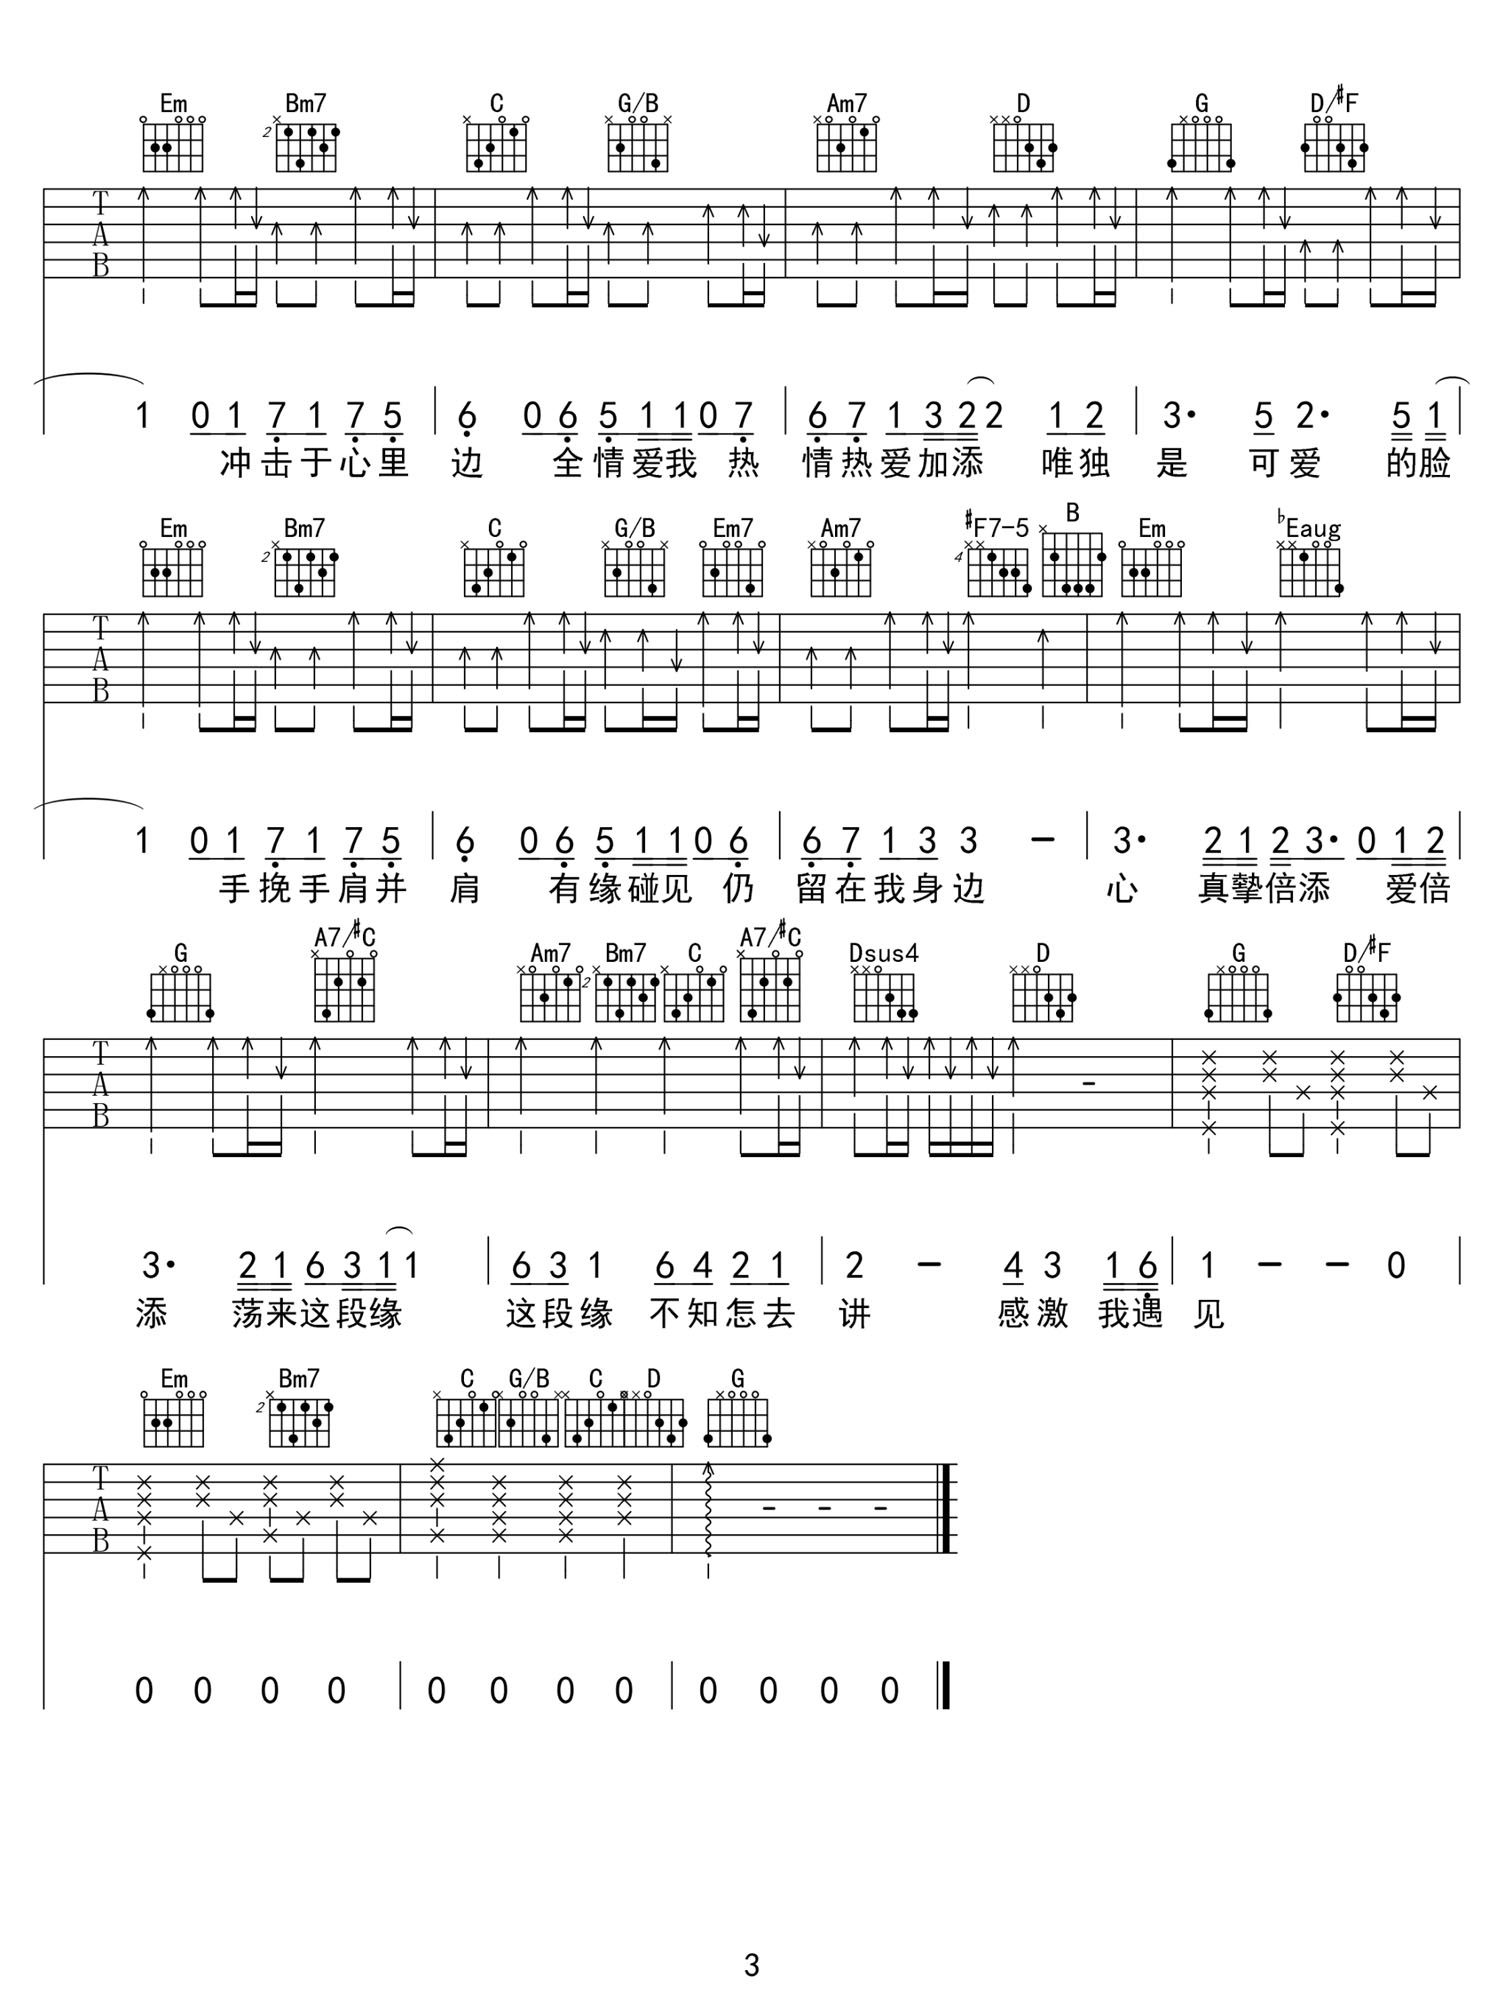 Em Bm7 C G/B Am7 D G D/#F
2
T
A
B
1 0 1 7 1 7 5 6 0 6 5 1 1 0 7 6 7 1 3 2 2 1 2 3· 5 2· 5 1
冲击于心里 边 全情爱我 热 情热爱加添 唯独 是 可爱 的脸
Em Bm7 C G/B Em7 Am7 #F7-5 B Em bEaug
2 4
T
A
B
1 0 1 7 1 7 5 6 0 6 5 1 1 0 6 6 7 1 3 3 - 3· 2 1 2 3· 0 1 2
手挽手肩并 肩 有缘碰见 仍 留在我身边 心 真摯倍添 爱倍
G A7/#C Am7 Bm7 C A7/#C Dsus4 D G D/#F
2
T
A
B
3· 2 1 6 3 1 1 6 3 1 6 4 2 1 2 - 4 3 1 6 1 - - 0
添 荡来这段缘 这段缘 不知怎去 讲 感激 我遇 见
Em Bm7 C G/B C D G
2
T
A
B
0 0 0 0 0 0 0 0 0 0 0 0
3